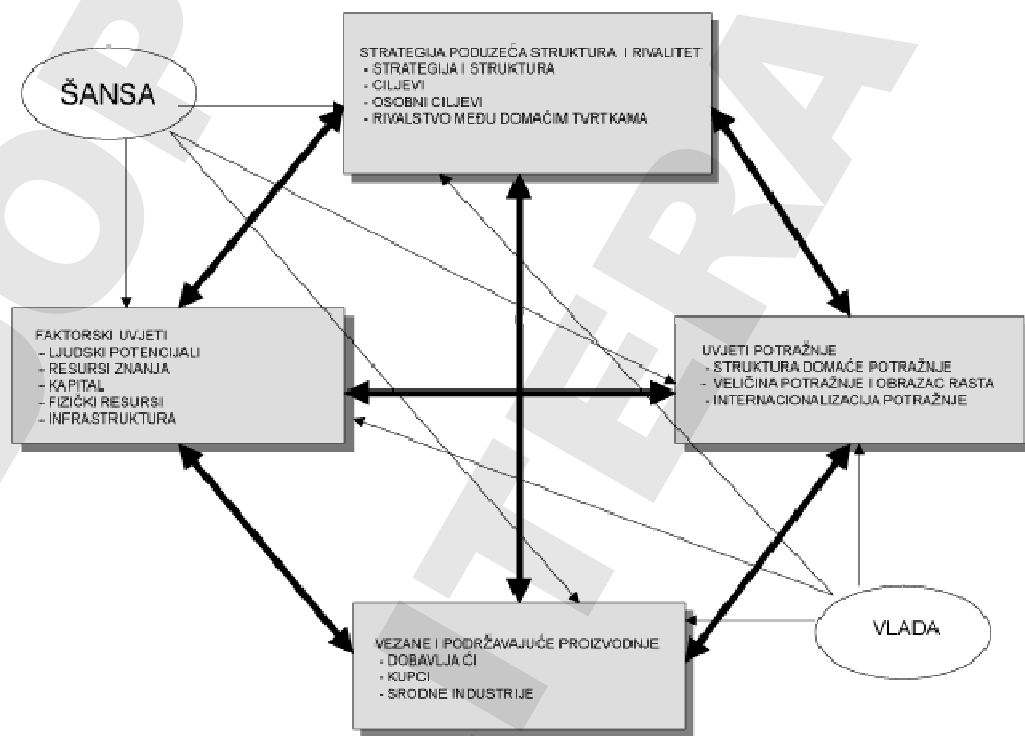 STRATEGIJA PODUZEĆA STRUKTURA I RIVALITET
- STRATEGIJA I STRUKTURA
- CILJEVI
- OSOBNI CILJEVI
- RIVALSTVO MEĐU DOMAĆIM TVRTKAMA
ŠANSA
FAKTORSKI UVJETI
- LJUDSKI POTENCIJALI
- RESURSI ZNANJA
- KAPITAL
- FIZIČKI RESURSI
- INFRASTRUKTURA
UVJETI POTRAŽNJE
- STRUKTURA DOMAĆE POTRAŽNJE
- VELIČINA POTRAŽNJE I OBRAZAC RASTA
- INTERNACIONALIZACIJA POTRAŽNJE
VEZANE I PODRŽAVAJUĆE PROIZVODNJE
- DOBAVLJAČI
- KUPCI
- SRODNE INDUSTRIJE
VLADA